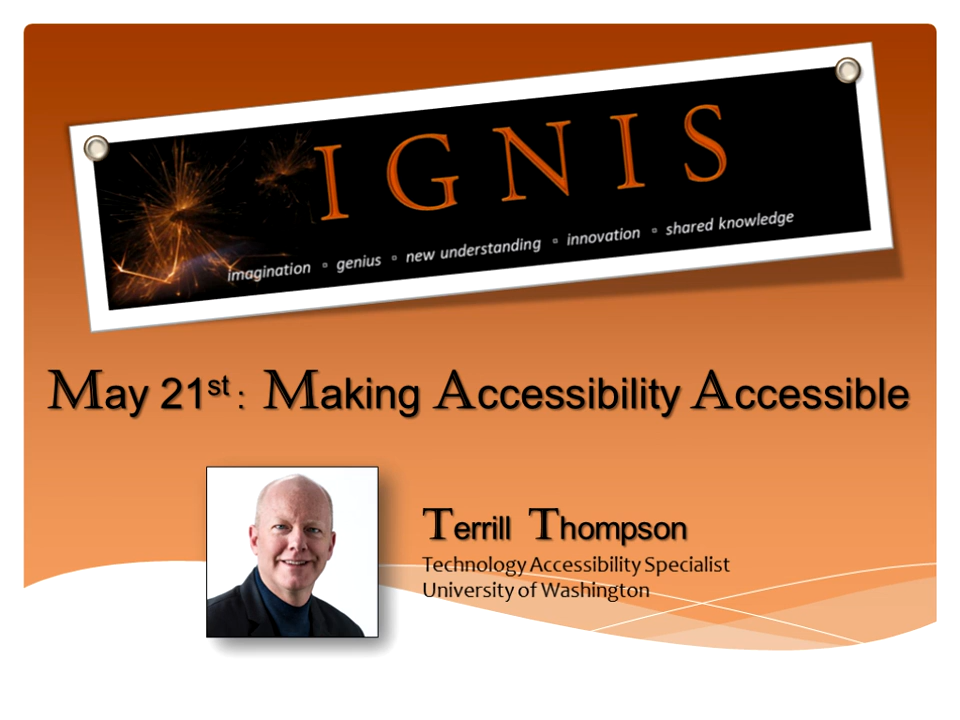 IGNIS
imagination ▫ genius ▫ new understanding ▫ innovation ▫ shared knowledge
May 21st : Making Accessibility Accessible
Terrill Thompson
Technology Accessibility Specialist
University of Washington